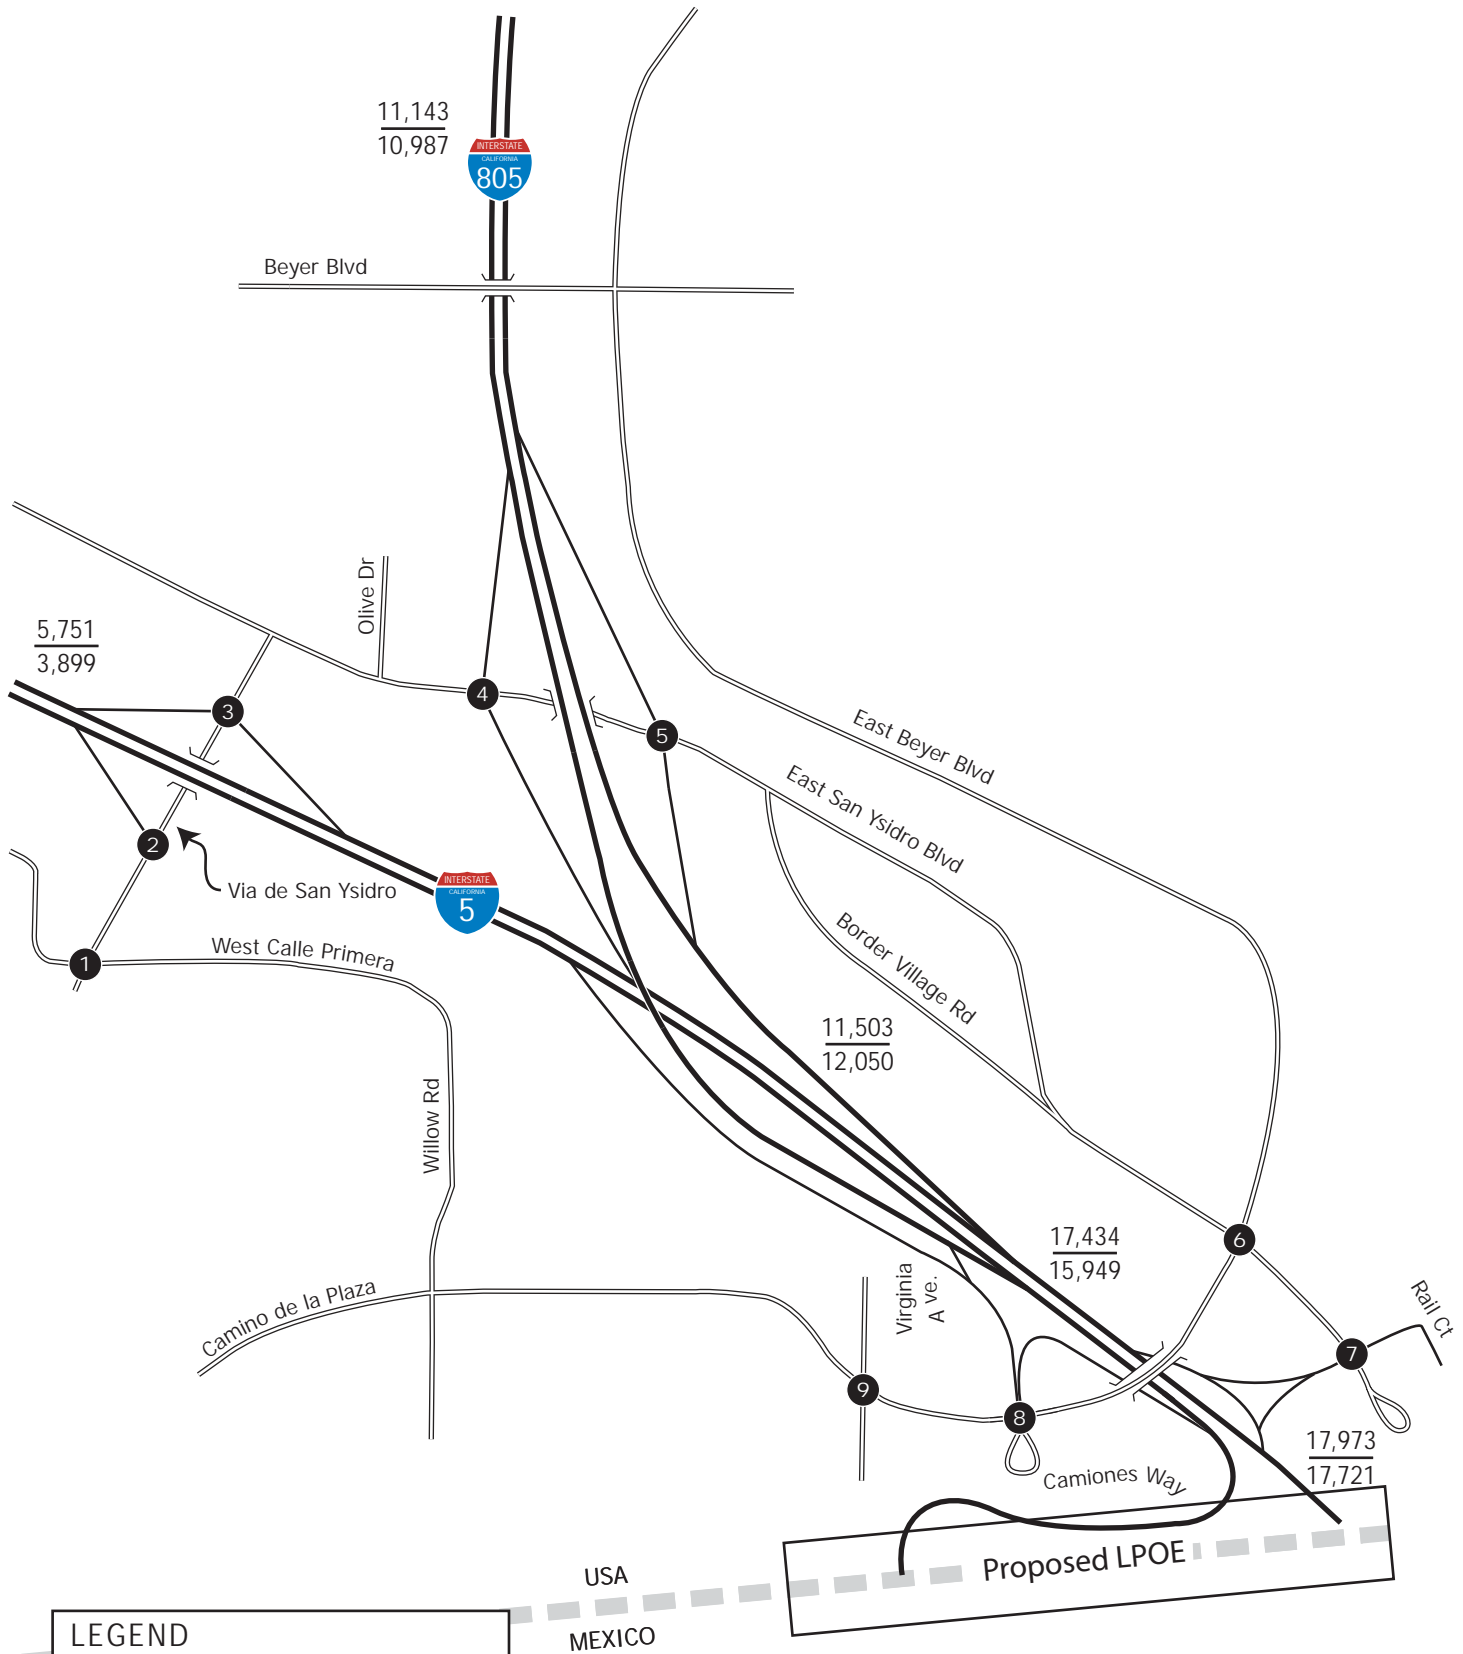 11,143
10,987
INTERSTATE
CALIFORNIA
805
Beyer Blvd
Olive Dr
5,751
3,899
3
4
5
2
East Beyer Blvd
East San Ysidro Blvd
Via de San Ysidro
INTERSTATE
CALIFORNIA
5
1
West Calle Primera
Border Village Rd
11,503
12,050
Willow Rd
17,434
15,949
6
Virginia
A ve.
Camino de la Plaza
Rail Ct
7
9
8
17,973
17,721
Camiones Way
Proposed LPOE
USA
MEXICO
LEGEND